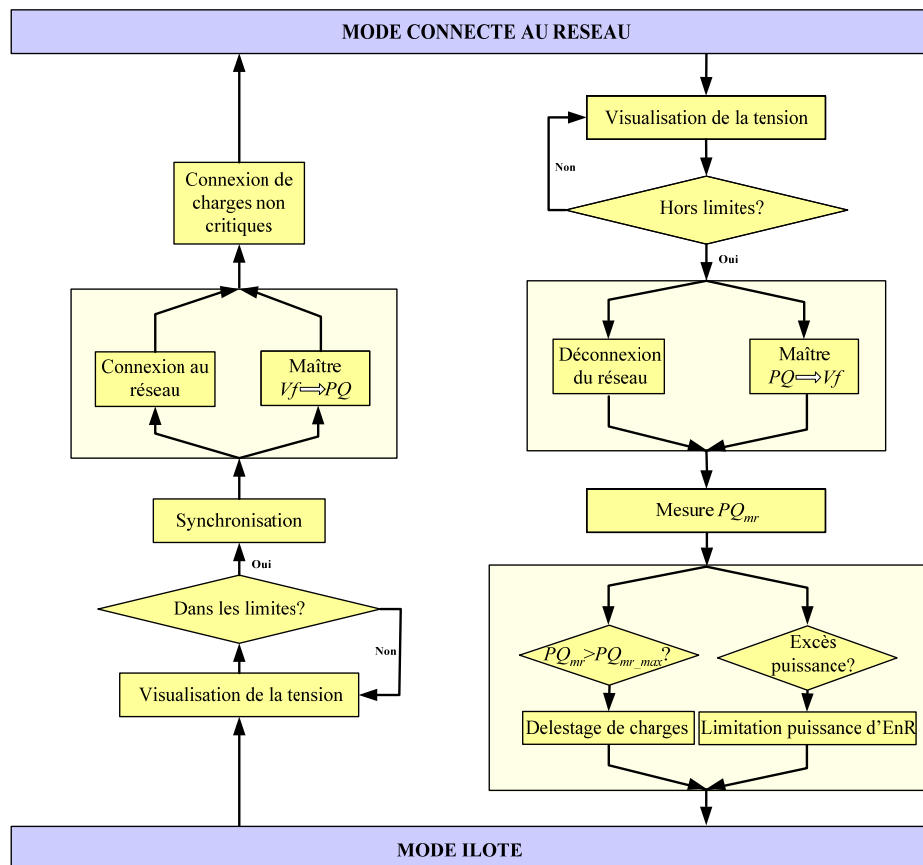 MODE CONNECTE AU RESEAU
Visualisation de la tension
Non
Hors limites?
Oui
Déconnexion
du réseau
Maître
PQ⇒Vf
Mesure PQmr
PQmr>PQmr_max?
Excès
puissance?
Delestage de charges
Limitation puissance d'EnR
Connexion de
charges non
critiques
Connexion au
réseau
Maître
Vf⇒PQ
Synchronisation
Oui
Dans les limites?
Non
Visualisation de la tension
MODE ILOTE